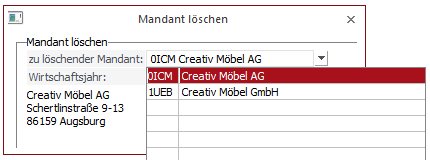 Mandant löschen
Mandant löschen
zu löschender Mandant: 0ICM Creativ Möbel AG
Wirtschaftsjahr: 0ICM Creativ Möbel AG
1UEB Creativ Möbel GmbH
Creativ Möbel AG
Schertlinstraße 9-13
86159 Augsburg